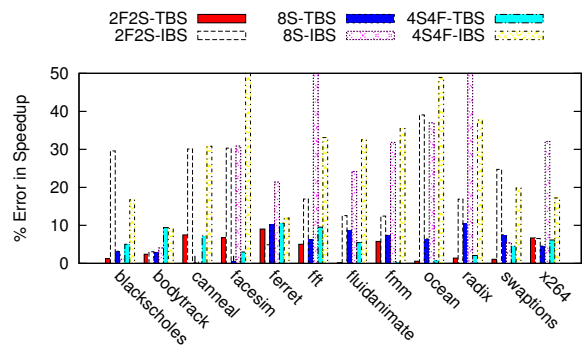 2F2S-TBS 8S-TBS 4S4F-TBS
2F2S-IBS 8S-IBS 4S4F-IBS
50
40
30
20
10
0
% Error in Speedup
blackscholes
bodytrack
canneal
facesim
ferret
fft
fluidanimate
fmm
ocean
radix
swaptions
x264